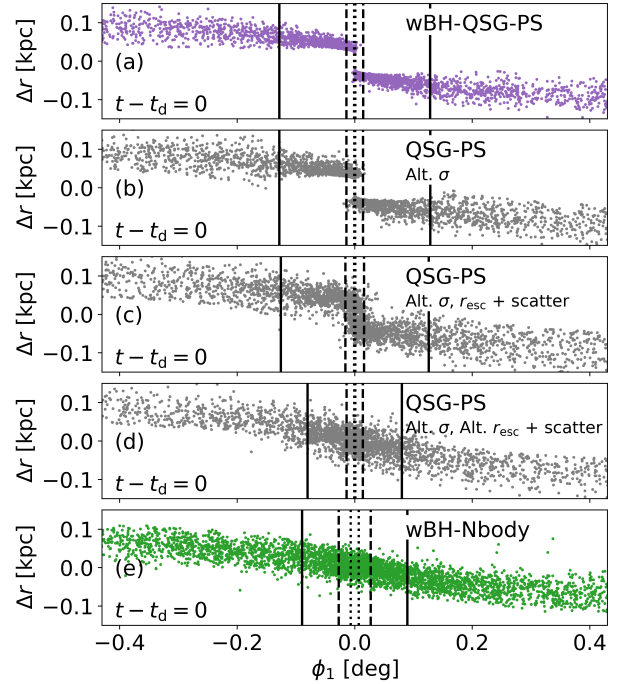 0.1
wBH-QSG-PS
0.0
(a)
−0.1
t − t_d = 0
Δr [kpc]
0.1
QSG-PS
Alt. σ
0.0
(b)
−0.1
t − t_d = 0
Δr [kpc]
0.1
QSG-PS
Alt. σ, r_esc + scatter
0.0
(c)
−0.1
t − t_d = 0
Δr [kpc]
0.1
QSG-PS
Alt. σ, Alt. r_esc + scatter
0.0
(d)
−0.1
t − t_d = 0
Δr [kpc]
0.1
wBH-Nbody
0.0
(e)
−0.1
t − t_d = 0
Δr [kpc]
−0.4 −0.2 0.0 0.2 0.4
ϕ₁ [deg]